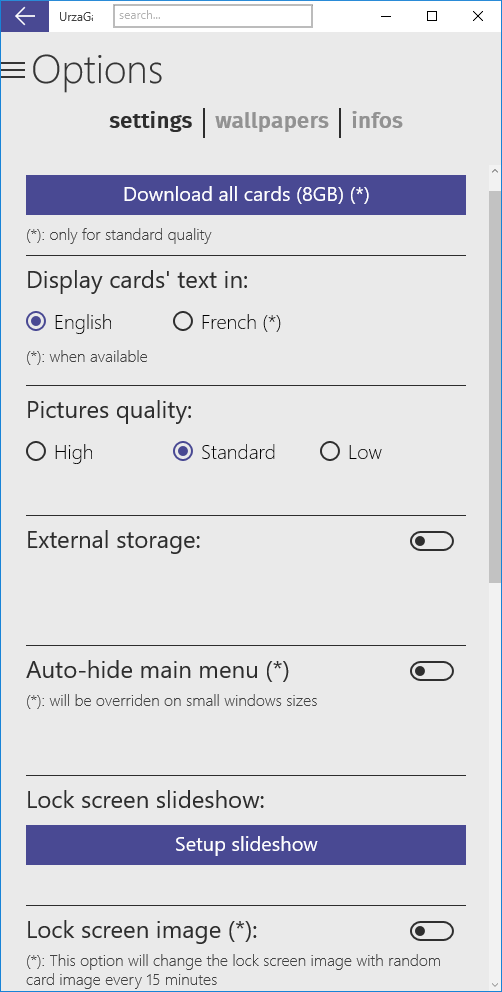 UrzaGa
search...
Options
settings | wallpapers | infos
Download all cards (8GB) (*)
(*): only for standard quality
Display cards' text in:
English French (*)
(*): when available
Pictures quality:
High Standard Low
External storage:
Auto-hide main menu (*)
(*): will be overriden on small windows sizes
Lock screen slideshow:
Setup slideshow
Lock screen image (*):
(*): This option will change the lock screen image with random
card image every 15 minutes